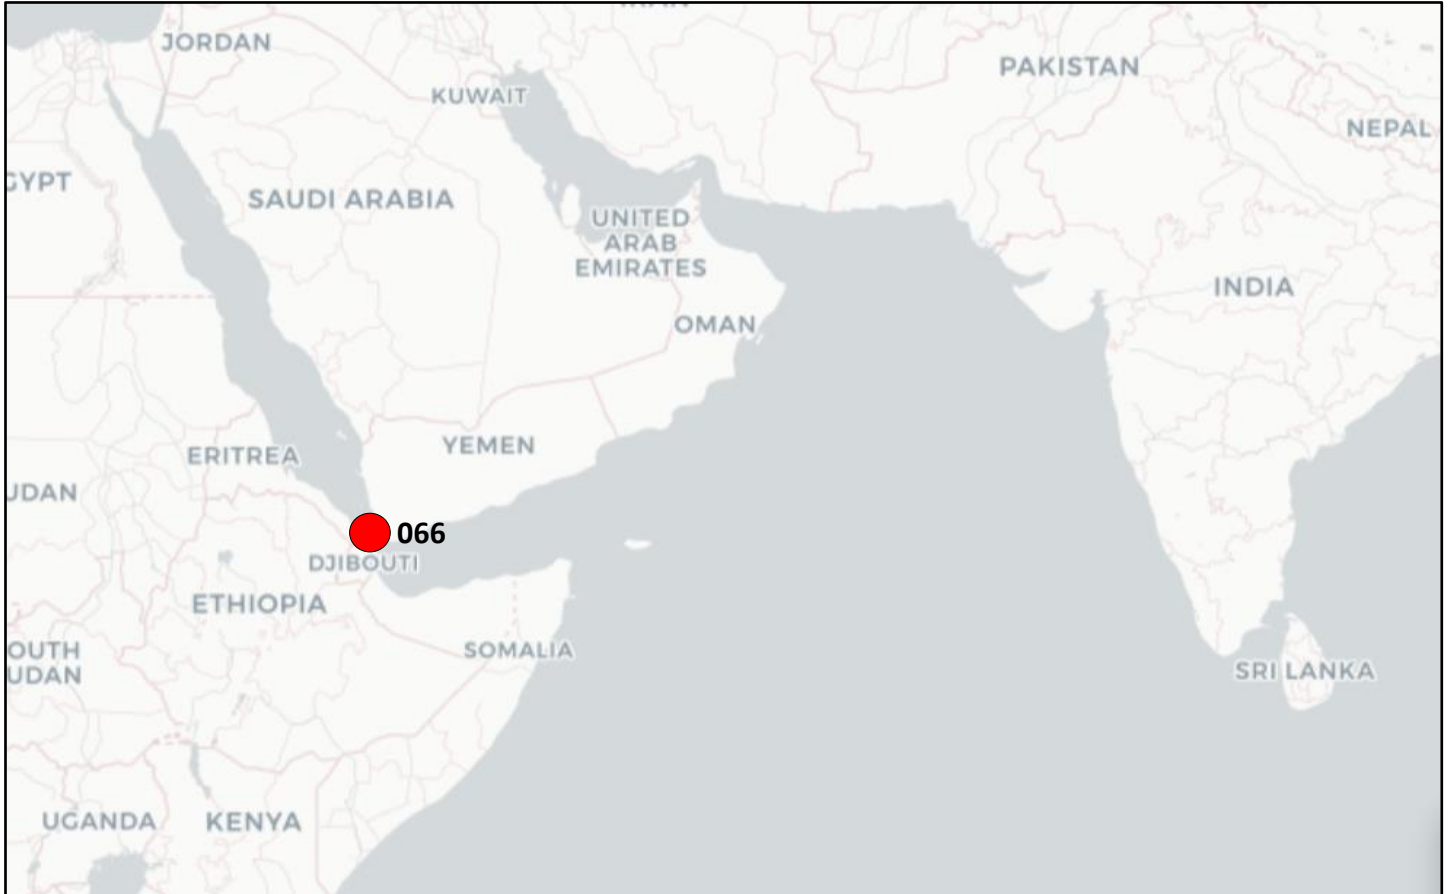 JORDAN
PAKISTAN
KUWAIT
NEPAL
GYPT
SAUDI ARABIA
UNITED
ARAB
EMIRATES
INDIA
OMAN
YEMEN
ERITREA
UDAN
066
DJIBOUTI
ETHIOPIA
OUTH
UDAN
SOMALIA
SRI LANKA
UGANDA
KENYA